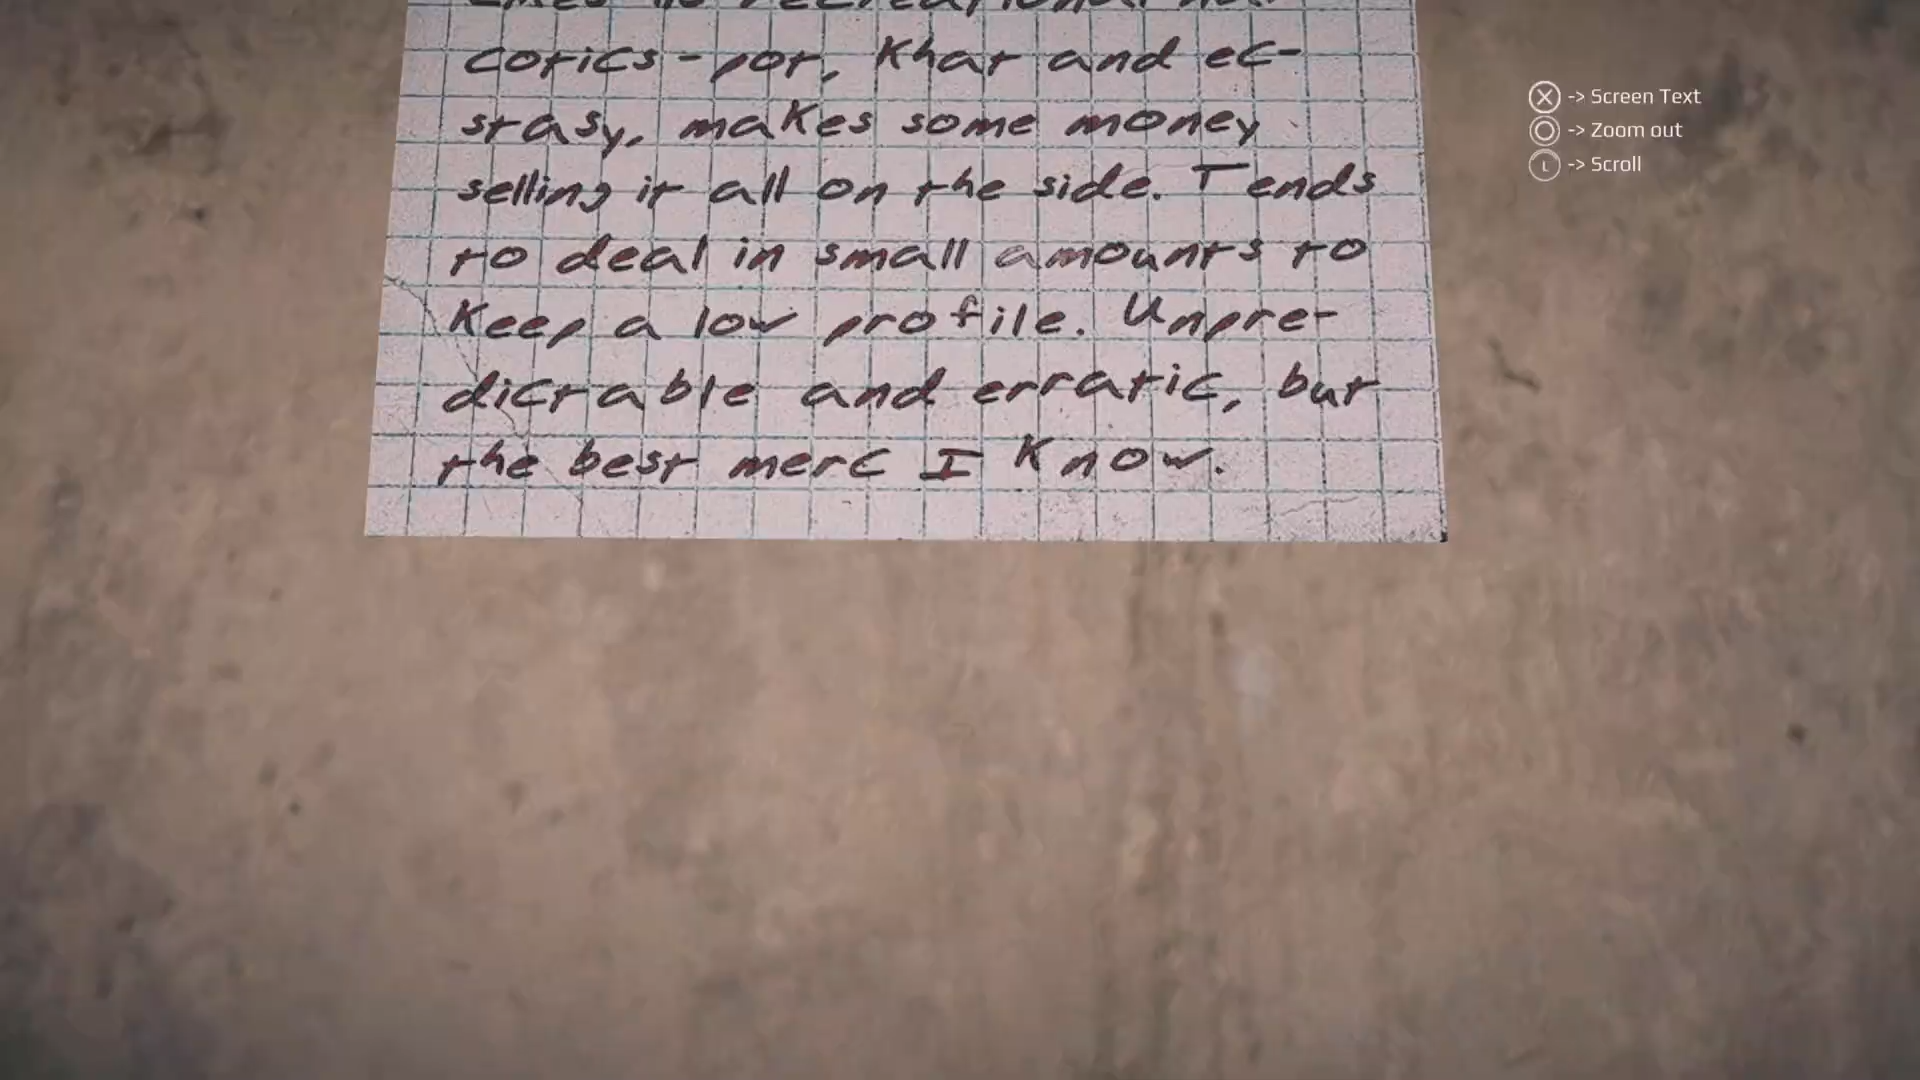 recreational nar-
cotics - pot, Khat and ec-
stasy, makes some money
selling it all on the side. Tends
to deal in small amounts to
Keep a low profile. Unpre-
dictable and erratic, but
the best merc I Know.
-> Screen Text
-> Zoom out
L -> Scroll